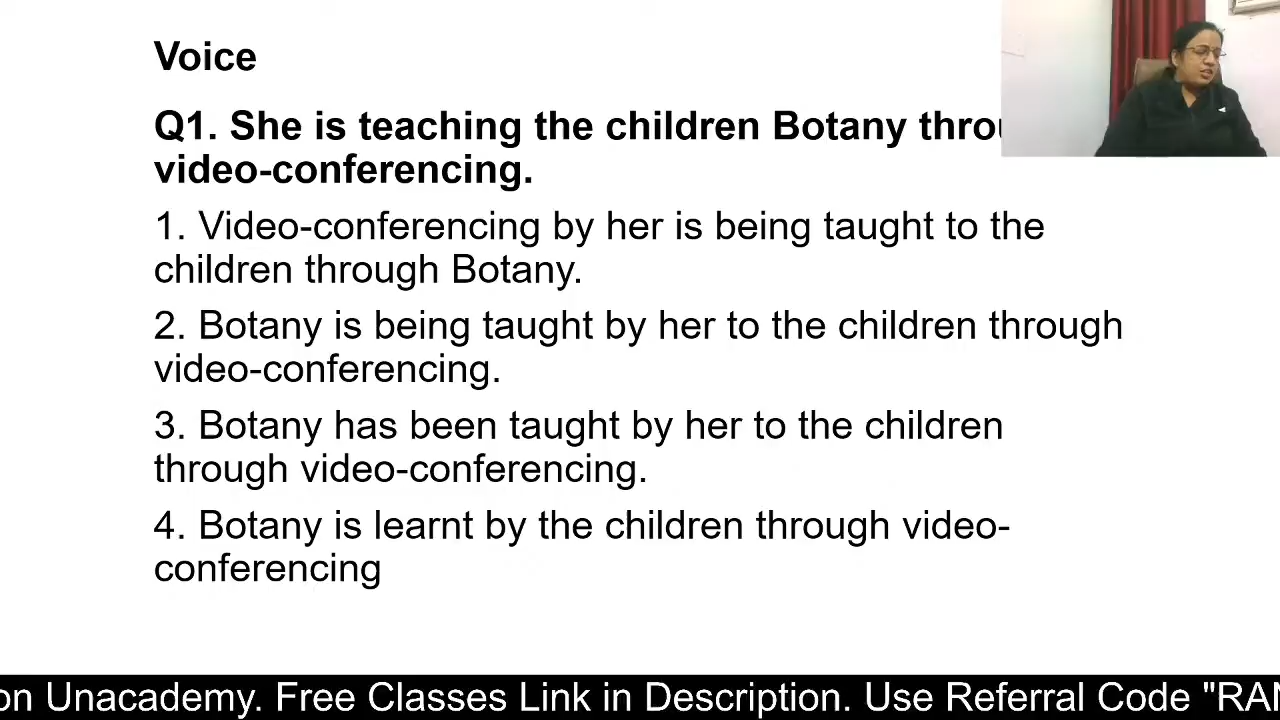 Voice
Q1. She is teaching the children Botany
video-conferencing.
1. Video-conferencing by her is being taught to the
children through Botany.
2. Botany is being taught by her to the children through
video-conferencing.
3. Botany has been taught by her to the children
through video-conferencing.
4. Botany is learnt by the children through video-
conferencing
on Unacademy. Free Classes Link in Description. Use Referral Code